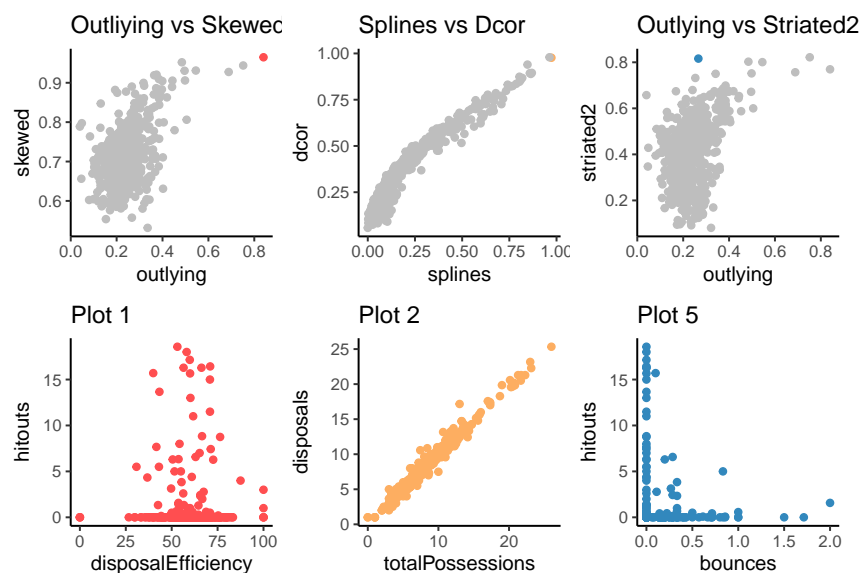 Outliying vs Skewed
Splines vs Dcor
Outlying vs Striated2
skewed
0.9
0.8
0.7
0.6
0.0 0.2 0.4 0.6 0.8
outlying
dcor
1.00
0.75
0.50
0.25
0.00 0.25 0.50 0.75 1.00
splines
striated2
0.8
0.6
0.4
0.2
0.0 0.2 0.4 0.6 0.8
outlying
Plot 1
Plot 2
Plot 5
hitouts
15
10
5
0
0 25 50 75 100
disposalEfficiency
disposals
25
20
15
10
5
0
0 10 20
totalPossessions
hitouts
15
10
5
0
0.0 0.5 1.0 1.5 2.0
bounces